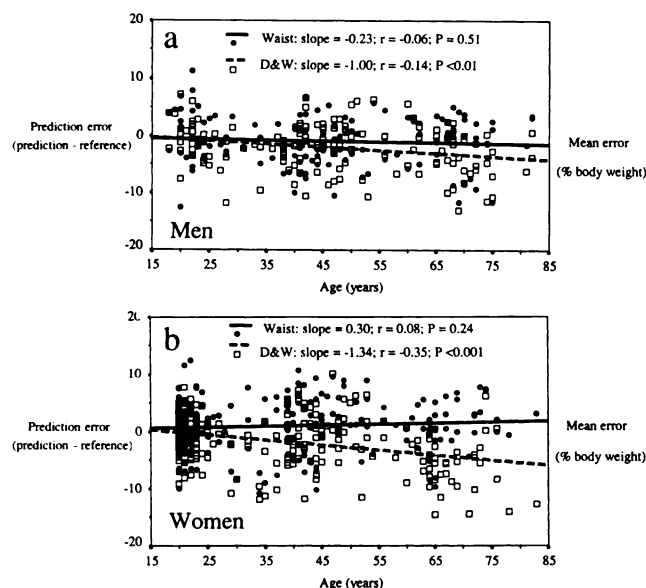 a
Waist: slope = -0.23; r = -0.06; P = 0.51
D&W: slope = -1.00; r = -0.14; P <0.01
20
10
0
-10
-20
Prediction error
(prediction - reference)
Mean error
(% body weight)
Men
15 25 35 45 55 65 75 85
Age (years)
b
Waist: slope = 0.30; r = 0.08; P = 0.24
D&W: slope = -1.34; r = -0.35; P <0.001
20
10
0
-10
-20
Prediction error
(prediction - reference)
Mean error
(% body weight)
Women
15 25 35 45 55 65 75 85
Age (years)